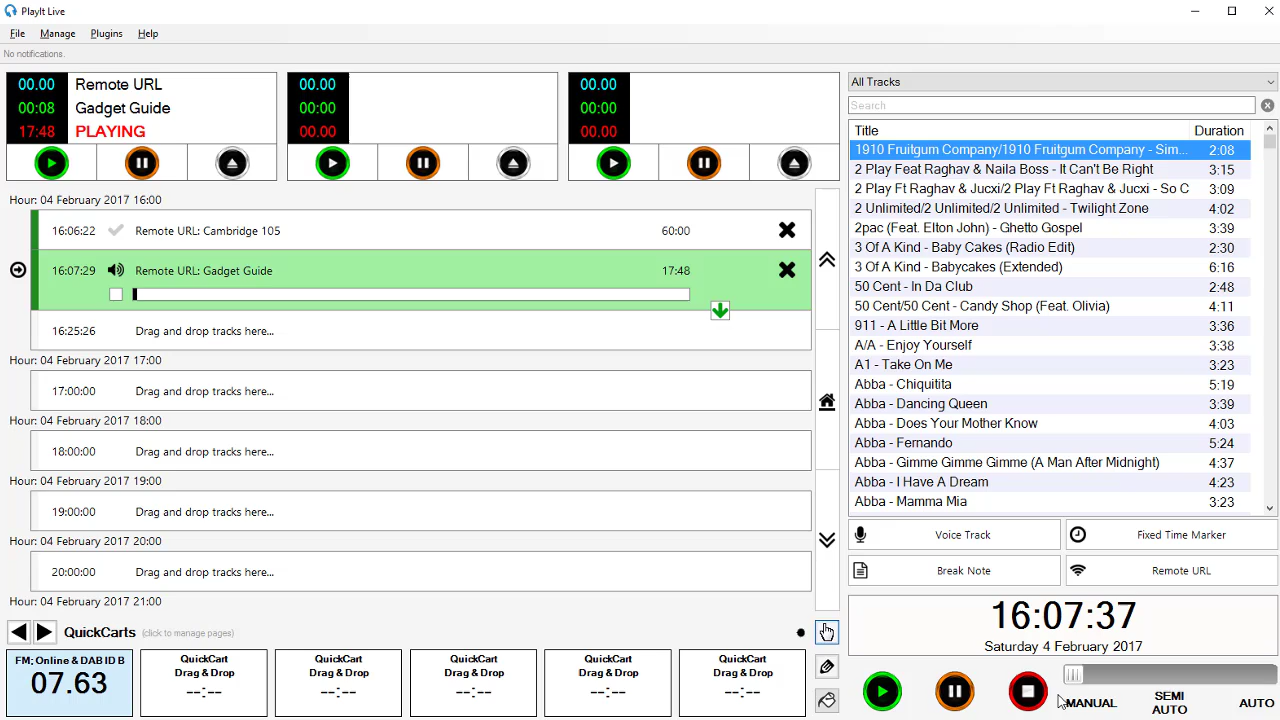 PlayIt Live
File Manage Plugins Help
No notifications.
00.00 Remote URL
00:08 Gadget Guide
17:48 PLAYING
00.00
00:00
00.00
00.00
00:00
00.00
Hour: 04 February 2017 16:00
16:06:22 Remote URL: Cambridge 105 60:00
16:07:29 Remote URL: Gadget Guide 17:48
16:25:26 Drag and drop tracks here...
Hour: 04 February 2017 17:00
17:00:00 Drag and drop tracks here...
Hour: 04 February 2017 18:00
18:00:00 Drag and drop tracks here...
Hour: 04 February 2017 19:00
19:00:00 Drag and drop tracks here...
Hour: 04 February 2017 20:00
20:00:00 Drag and drop tracks here...
Hour: 04 February 2017 21:00
QuickCarts (click to manage pages)
FM; Online & DAB ID B
07.63
QuickCart
Drag & Drop
--:--
QuickCart
Drag & Drop
--:--
QuickCart
Drag & Drop
--:--
QuickCart
Drag & Drop
--:--
QuickCart
Drag & Drop
--:--
All Tracks
Search
Title Duration
1910 Fruitgum Company/1910 Fruitgum Company - Sim... 2:08
2 Play Feat Raghav & Naila Boss - It Can't Be Right 3:15
2 Play Ft Raghav & Jucxi/2 Play Ft Raghav & Jucxi - So C 3:09
2 Unlimited/2 Unlimited/2 Unlimited - Twilight Zone 4:02
2pac (Feat. Elton John) - Ghetto Gospel 3:39
3 Of A Kind - Baby Cakes (Radio Edit) 2:30
3 Of A Kind - Babycakes (Extended) 6:16
50 Cent - In Da Club 2:48
50 Cent/50 Cent - Candy Shop (Feat. Olivia) 4:11
911 - A Little Bit More 3:36
A/A - Enjoy Yourself 3:38
A1 - Take On Me 3:23
Abba - Chiquitita 5:19
Abba - Dancing Queen 3:39
Abba - Does Your Mother Know 4:03
Abba - Fernando 5:24
Abba - Gimme Gimme Gimme (A Man After Midnight) 4:37
Abba - I Have A Dream 4:23
Abba - Mamma Mia 3:23
Voice Track Fixed Time Marker
Break Note Remote URL
16:07:37
Saturday 4 February 2017
MANUAL SEMI AUTO AUTO